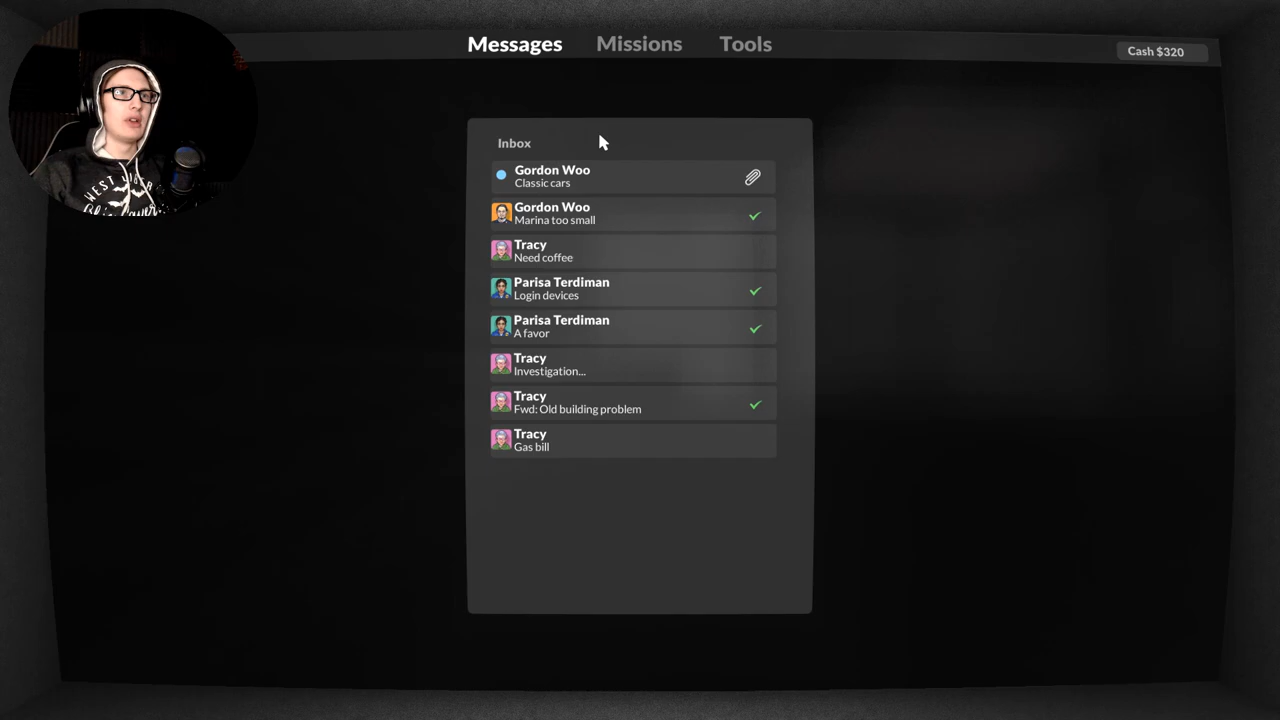 Messages Missions Tools
Cash $320
Inbox
Gordon Woo
Classic cars
Gordon Woo
Marina too small
Tracy
Need coffee
Parisa Terdiman
Login devices
Parisa Terdiman
A favor
Tracy
Investigation...
Tracy
Fwd: Old building problem
Tracy
Gas bill